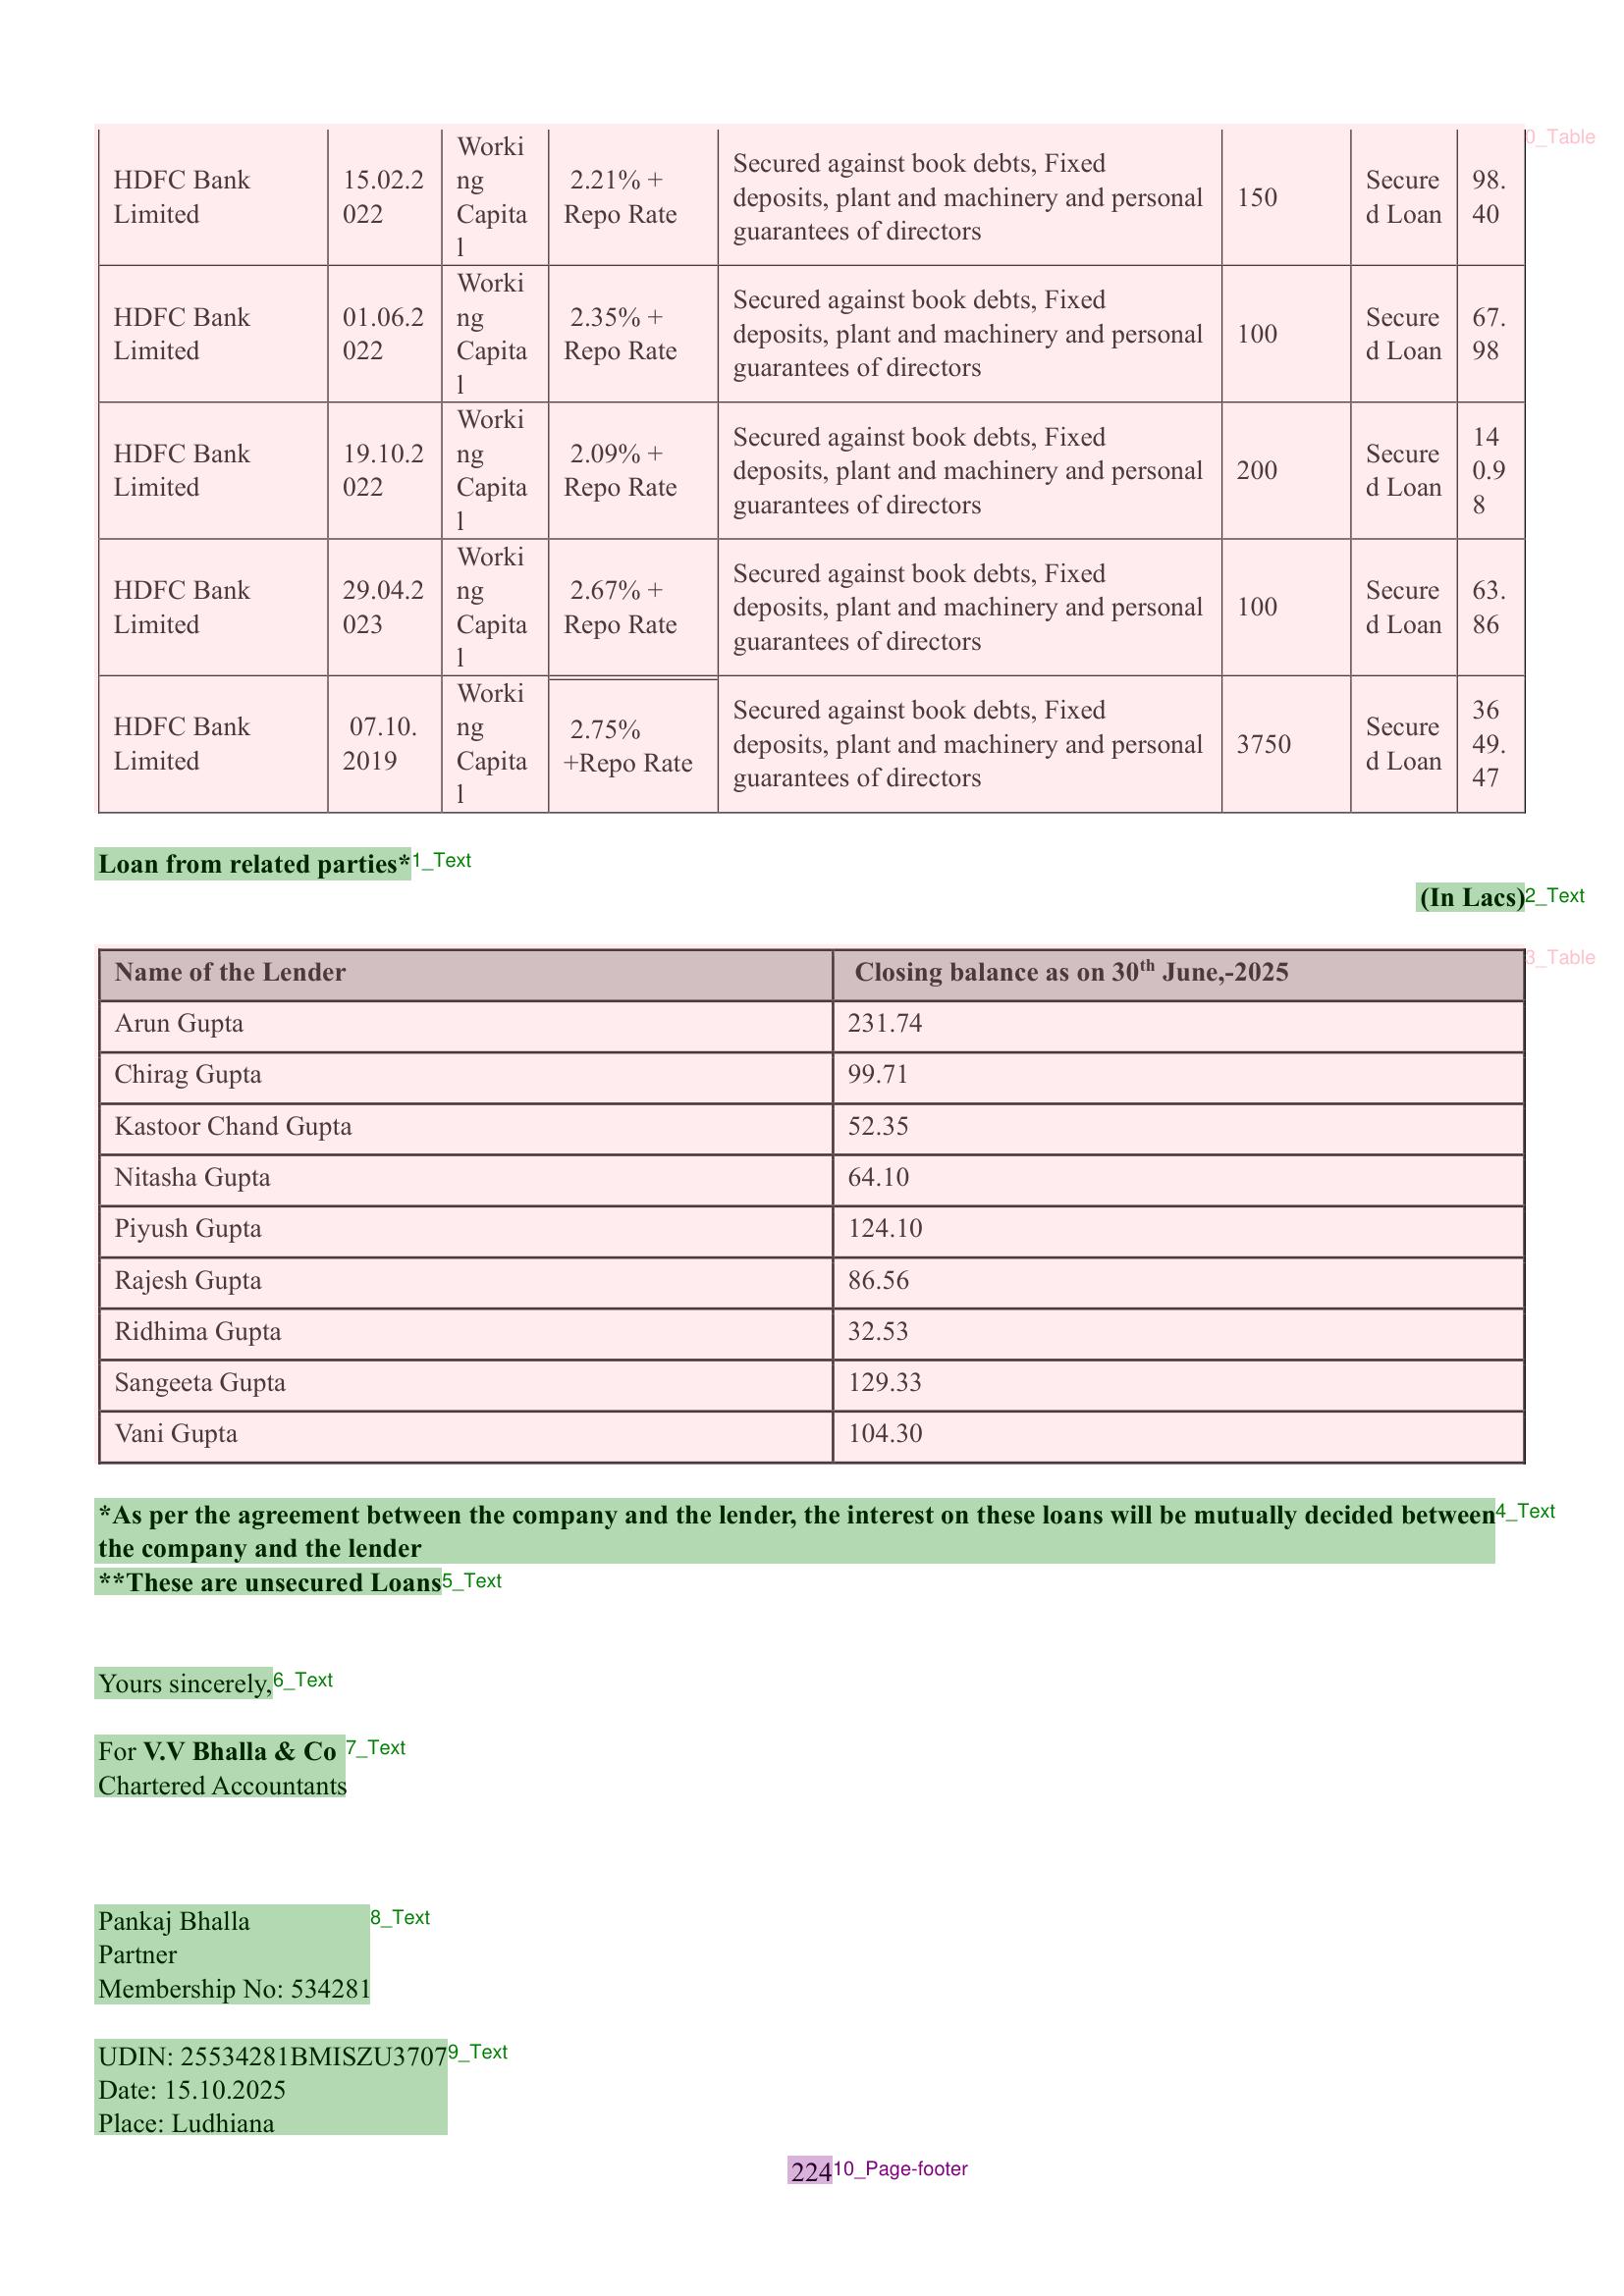 HDFC Bank Limited 15.02.2022 Working Capital 2.21% + Repo Rate Secured against book debts, Fixed deposits, plant and machinery and personal guarantees of directors 150 Secured Loan 98.40
HDFC Bank Limited 01.06.2022 Working Capital 2.35% + Repo Rate Secured against book debts, Fixed deposits, plant and machinery and personal guarantees of directors 100 Secured Loan 67.98
HDFC Bank Limited 19.10.2022 Working Capital 2.09% + Repo Rate Secured against book debts, Fixed deposits, plant and machinery and personal guarantees of directors 200 Secured Loan 140.98
HDFC Bank Limited 29.04.2023 Working Capital 2.67% + Repo Rate Secured against book debts, Fixed deposits, plant and machinery and personal guarantees of directors 100 Secured Loan 63.86
HDFC Bank Limited 07.10.2019 Working Capital 2.75% +Repo Rate Secured against book debts, Fixed deposits, plant and machinery and personal guarantees of directors 3750 Secured Loan 3649.47
0_Table
Loan from related parties* 1_Text
(In Lacs) 2_Text
Name of the Lender Closing balance as on 30th June,-2025 3_Table
Arun Gupta 231.74
Chirag Gupta 99.71
Kastoor Chand Gupta 52.35
Nitasha Gupta 64.10
Piyush Gupta 124.10
Rajesh Gupta 86.56
Ridhima Gupta 32.53
Sangeeta Gupta 129.33
Vani Gupta 104.30
*As per the agreement between the company and the lender, the interest on these loans will be mutually decided between 4_Text
the company and the lender
**These are unsecured Loans 5_Text
Yours sincerely, 6_Text
For V.V Bhalla & Co 7_Text
Chartered Accountants
Pankaj Bhalla 8_Text
Partner
Membership No: 534281
UDIN: 25534281BMISZU3707 9_Text
Date: 15.10.2025
Place: Ludhiana
224 10_Page-footer